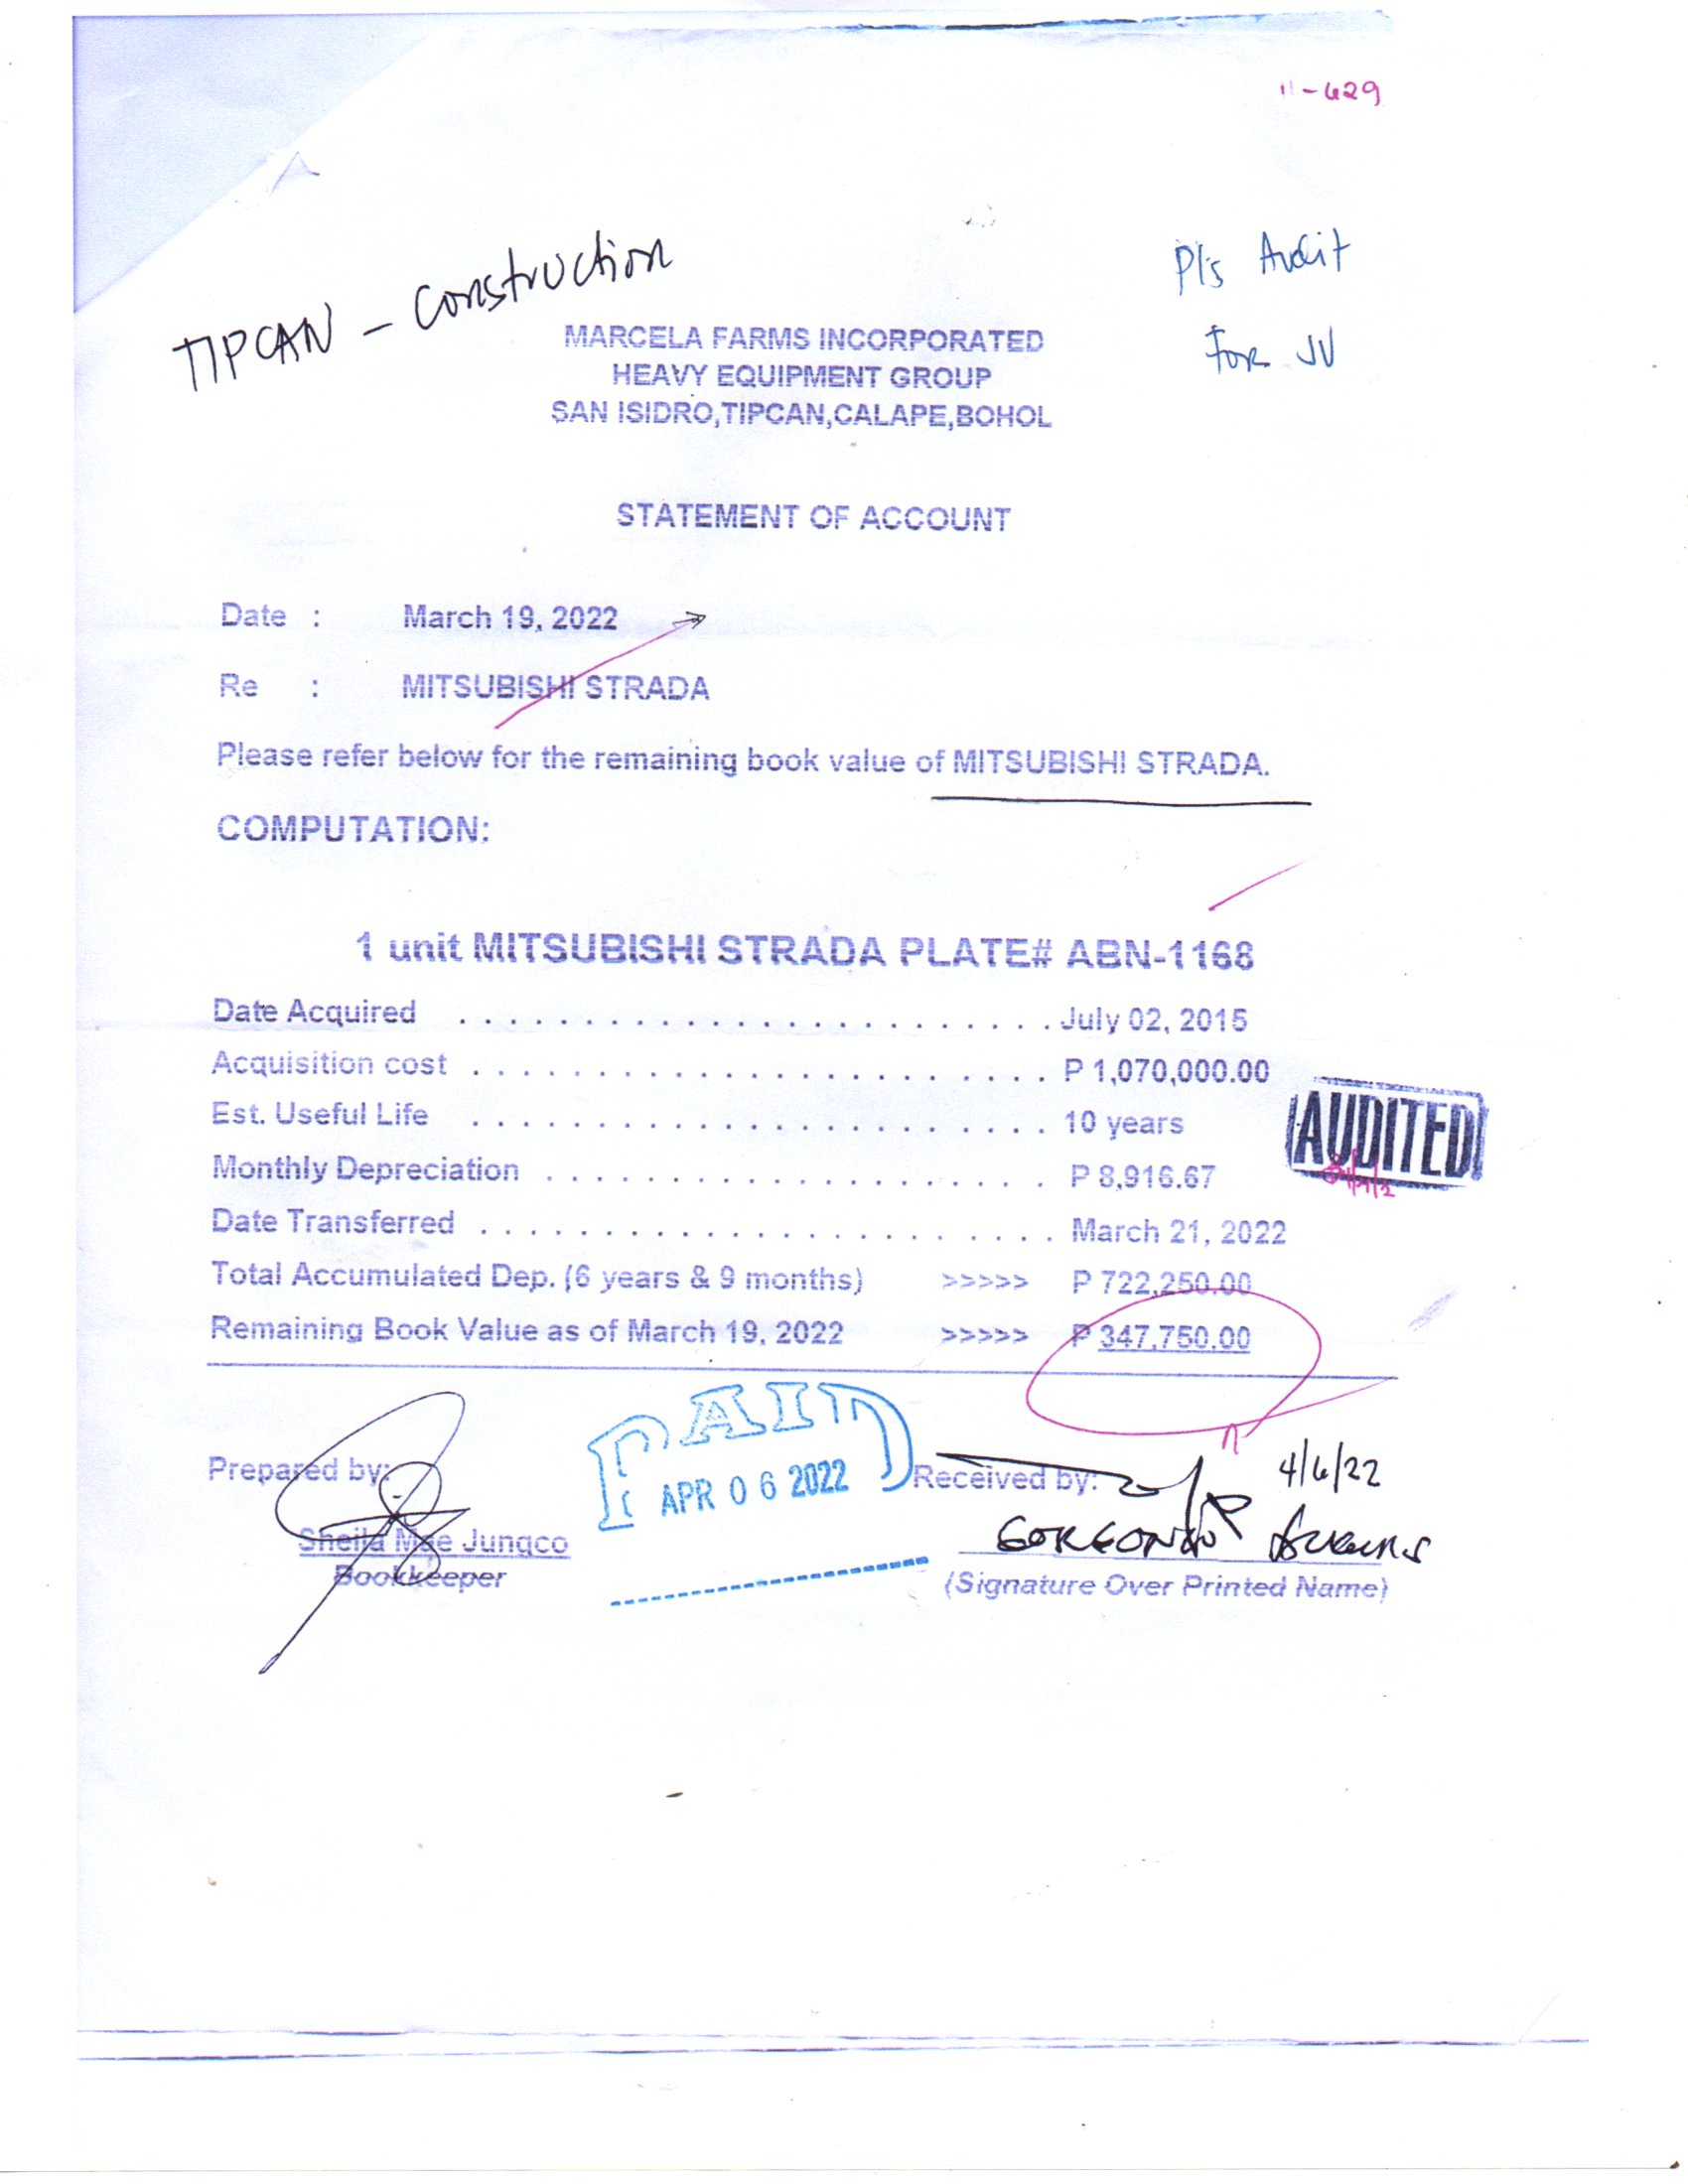 11-629
TIPCAN - Construction
Pls Audit
For JV
MARCELA FARMS INCORPORATED
HEAVY EQUIPMENT GROUP
SAN ISIDRO,TIPCAN,CALAPE,BOHOL
STATEMENT OF ACCOUNT
Date : March 19, 2022
Re : MITSUBISHI STRADA
Please refer below for the remaining book value of MITSUBISHI STRADA.
COMPUTATION:
1 unit MITSUBISHI STRADA PLATE# ABN-1168
Date Acquired . . . . . . . . . . . . . . . . . . . . . . . . . July 02, 2015
Acquisition cost . . . . . . . . . . . . . . . . . . . . . . . . P 1,070,000.00
Est. Useful Life . . . . . . . . . . . . . . . . . . . . . . . . 10 years
AUDITED
Monthly Depreciation . . . . . . . . . . . . . . . . . . . . . P 8,916.67
Date Transferred . . . . . . . . . . . . . . . . . . . . . . . . March 21, 2022
Total Accumulated Dep. (6 years & 9 months) >>>>> P 722,250.00
Remaining Book Value as of March 19, 2022 >>>>> P 347,750.00
PAID
APR 06 2022
Prepared by: Received by: 4/6/22
Sheila Mae Jungco
Bookkeeper
(Signature Over Printed Name)